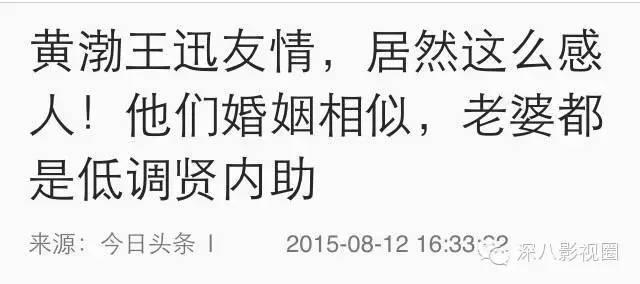 黄渤王迅友情，居然这么感
人！他们婚姻相似，老婆都
是低调贤内助
来源：今日头条 | 2015-08-12 16:33:22
深八影视圈